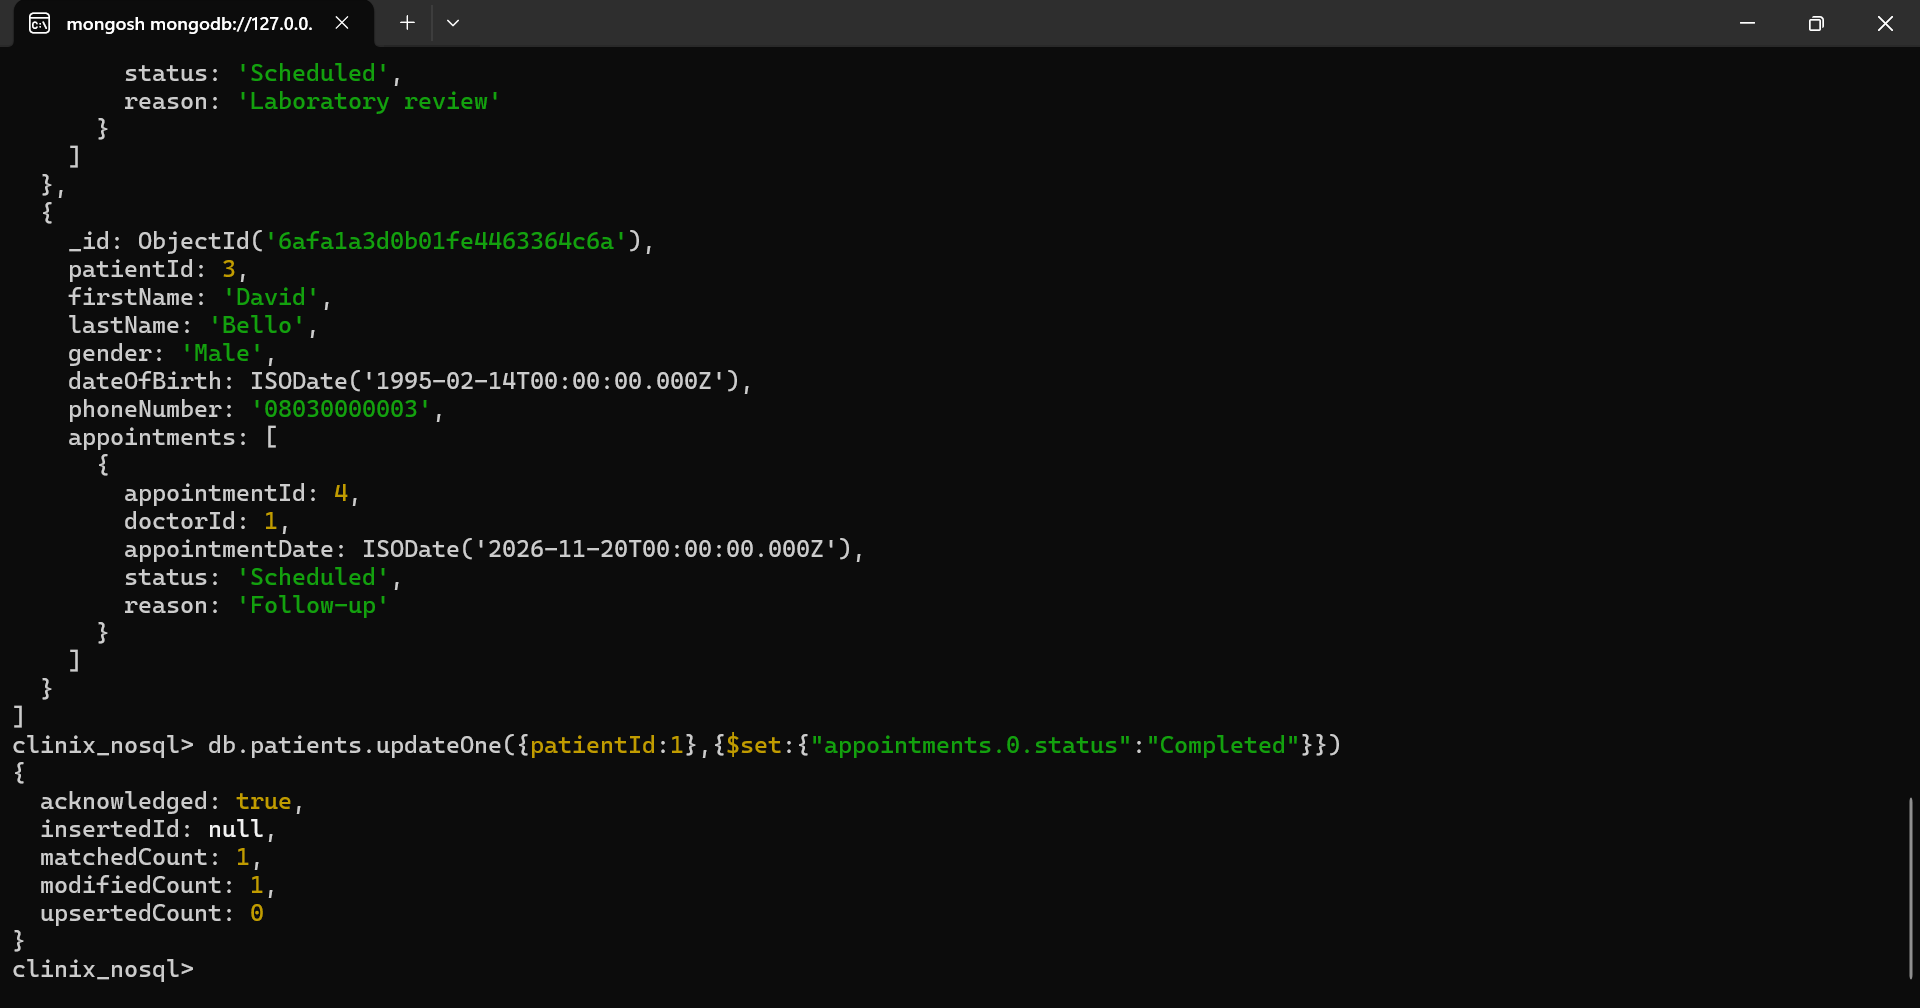 mongosh mongodb://127.0.0.
status: 'Scheduled',
reason: 'Laboratory review'
}
]
},
{
_id: ObjectId('6afa1a3d0b01fe4463364c6a'),
patientId: 3,
firstName: 'David',
lastName: 'Bello',
gender: 'Male',
dateOfBirth: ISODate('1995-02-14T00:00:00.000Z'),
phoneNumber: '08030000003',
appointments: [
{
appointmentId: 4,
doctorId: 1,
appointmentDate: ISODate('2026-11-20T00:00:00.000Z'),
status: 'Scheduled',
reason: 'Follow-up'
}
]
}
]
clinix_nosql> db.patients.updateOne({patientId:1},{$set:{"appointments.0.status":"Completed"}})
{
acknowledged: true,
insertedId: null,
matchedCount: 1,
modifiedCount: 1,
upsertedCount: 0
}
clinix_nosql>